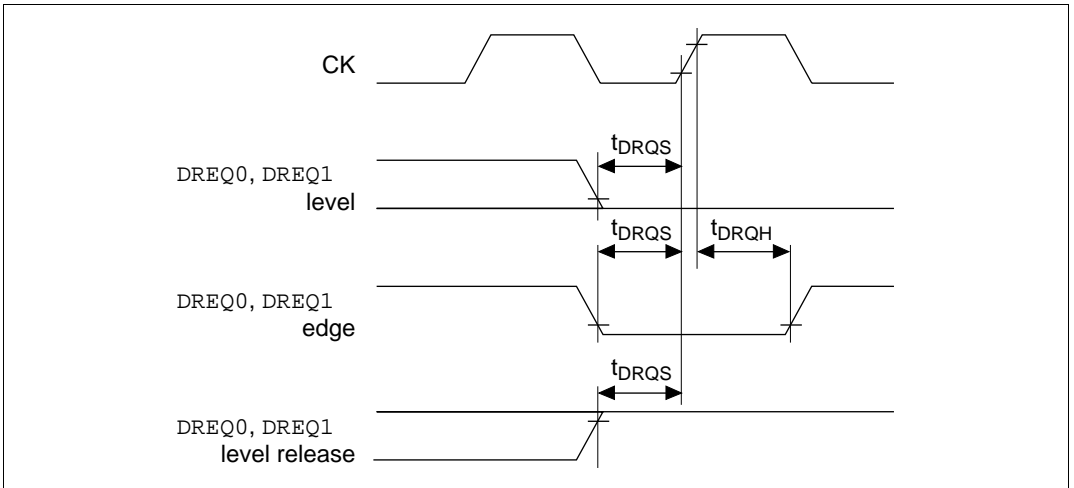 CK
tDRQS
DREQ0, DREQ1
level
tDRQS
tDRQH
DREQ0, DREQ1
edge
tDRQS
DREQ0, DREQ1
level release